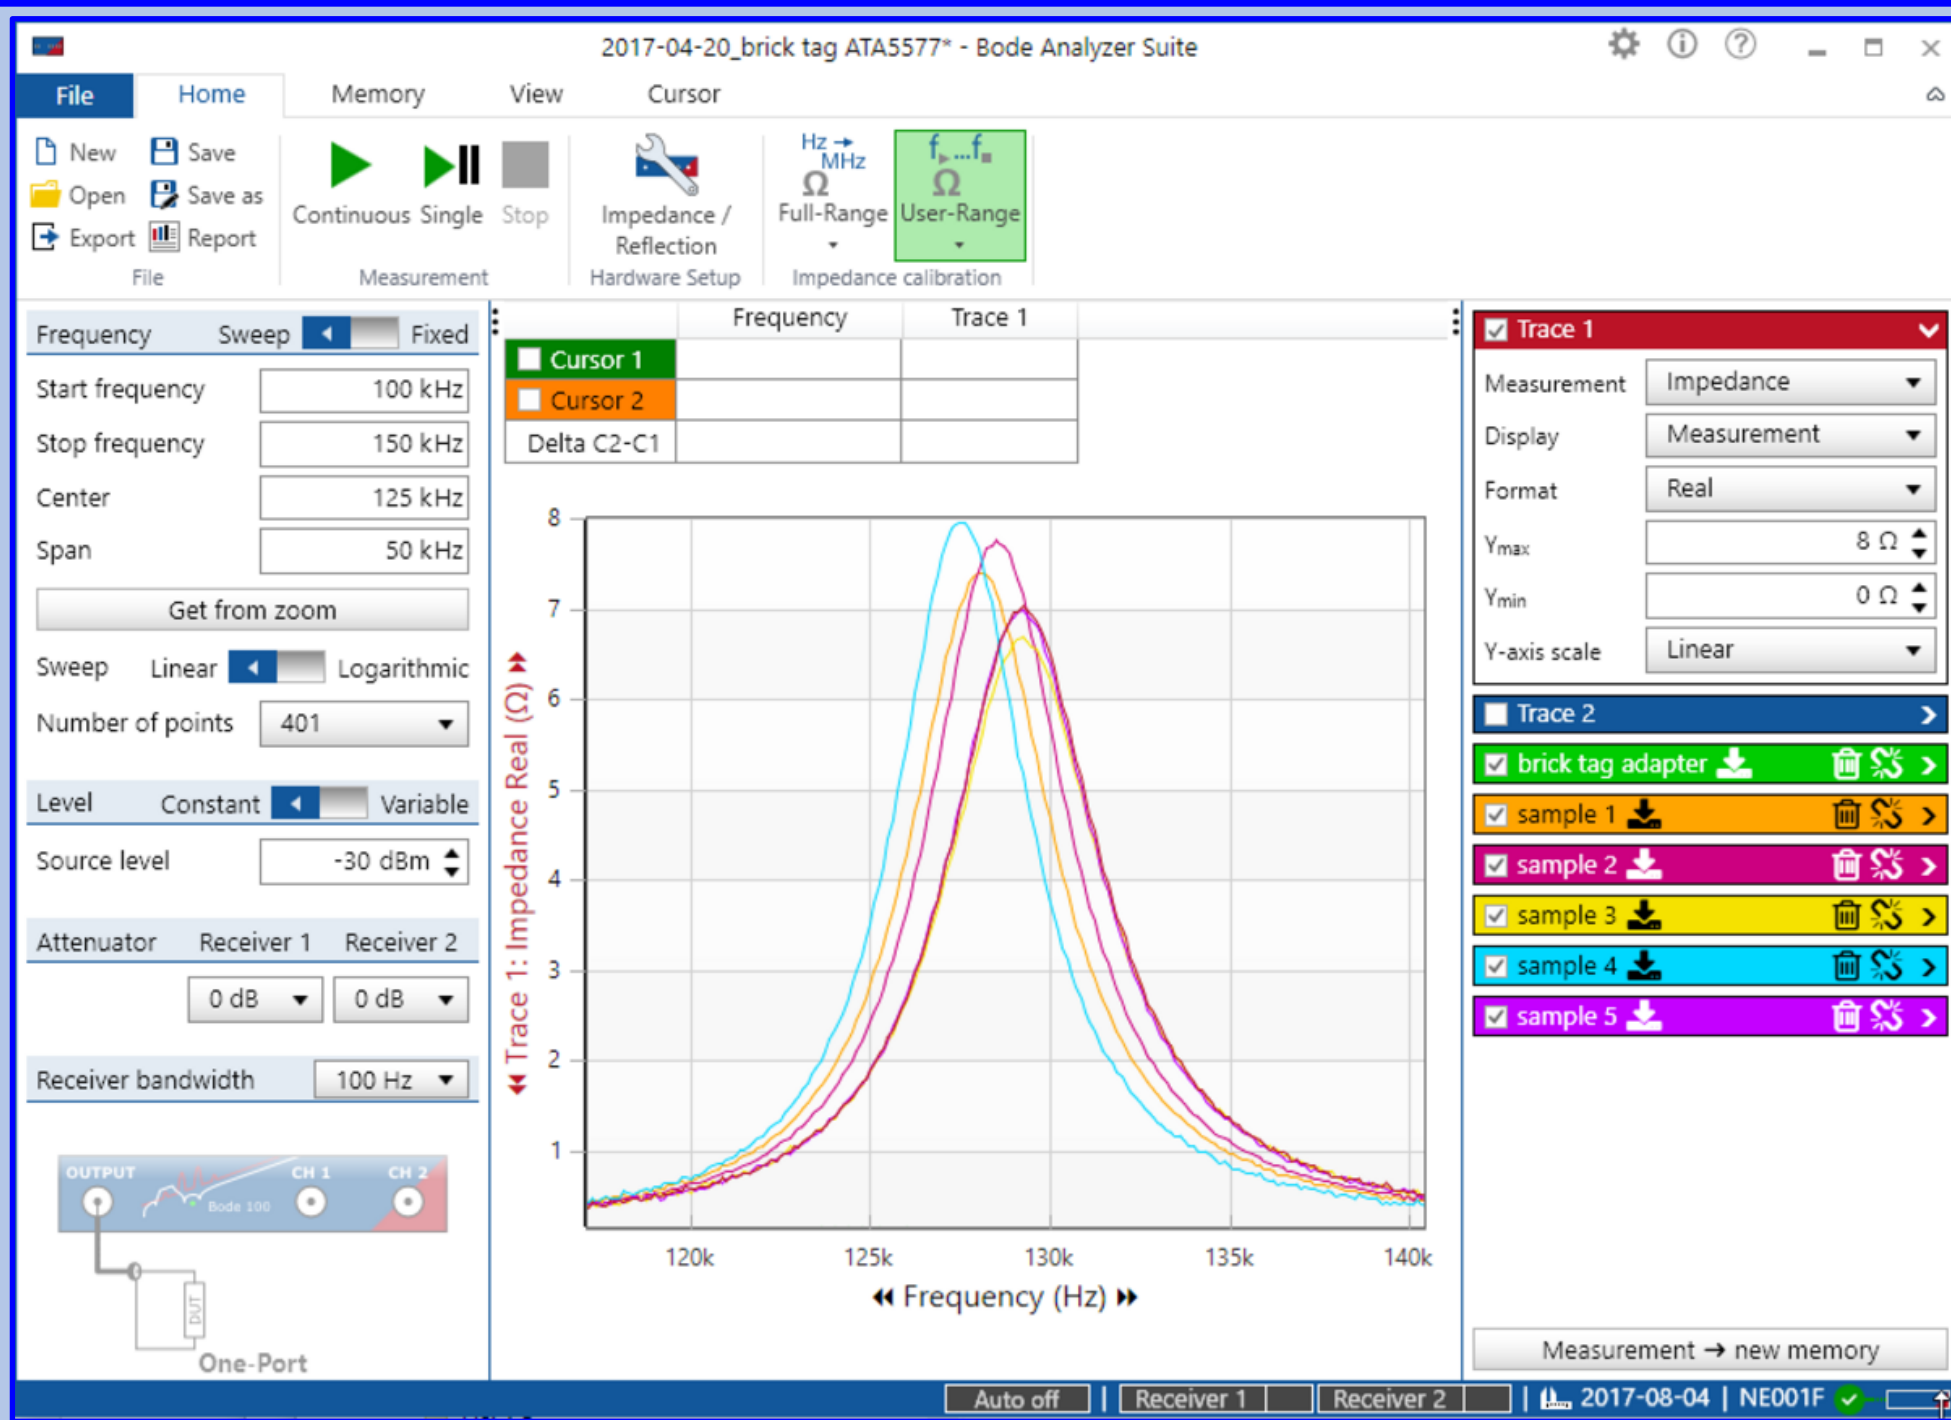 2017-04-20_brick tag ATA5577* - Bode Analyzer Suite
File Home Memory View Cursor
New Save
Open Save as
Export Report
File
Continuous Single Stop
Measurement
Impedance /
Reflection
Hardware Setup
Hz → MHz
Ω
Full-Range
f...f
Ω
User-Range
Impedance calibration
Frequency Sweep Fixed
Start frequency 100 kHz
Stop frequency 150 kHz
Center 125 kHz
Span 50 kHz
Get from zoom
Sweep Linear Logarithmic
Number of points 401
Level Constant Variable
Source level -30 dBm
Attenuator Receiver 1 Receiver 2
0 dB 0 dB
Receiver bandwidth 100 Hz
OUTPUT CH 1 CH 2
Bode 100
DUT
One-Port
Frequency Trace 1
Cursor 1
Cursor 2
Delta C2-C1
Trace 1: Impedance Real (Ω)
8
7
6
5
4
3
2
1
120k 125k 130k 135k 140k
Frequency (Hz)
Trace 1
Measurement Impedance
Display Measurement
Format Real
Ymax 8 Ω
Ymin 0 Ω
Y-axis scale Linear
Trace 2
brick tag adapter
sample 1
sample 2
sample 3
sample 4
sample 5
Measurement → new memory
Auto off | Receiver 1 Receiver 2 | 2017-08-04 | NE001F